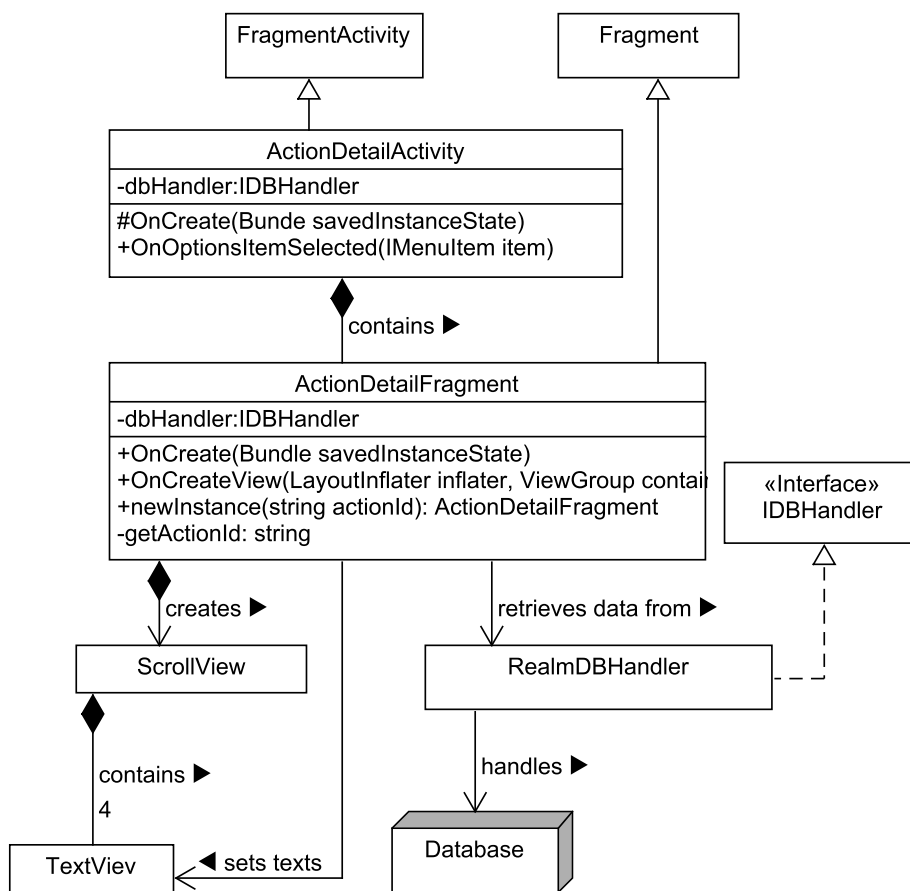 FragmentActivity
Fragment
ActionDetailActivity
-dbHandler:IDBHandler
#OnCreate(Bunde savedInstanceState)
+OnOptionsItemSelected(IMenuItem item)
contains ▶
ActionDetailFragment
-dbHandler:IDBHandler
+OnCreate(Bundle savedInstanceState)
+OnCreateView(LayoutInflater inflater, ViewGroup contai
+newInstance(string actionId): ActionDetailFragment
-getActionId: string
«Interface»
IDBHandler
creates ▶
retrieves data from ▶
ScrollView
RealmDBHandler
contains ▶
4
handles ▶
TextViev
◀ sets texts
Database